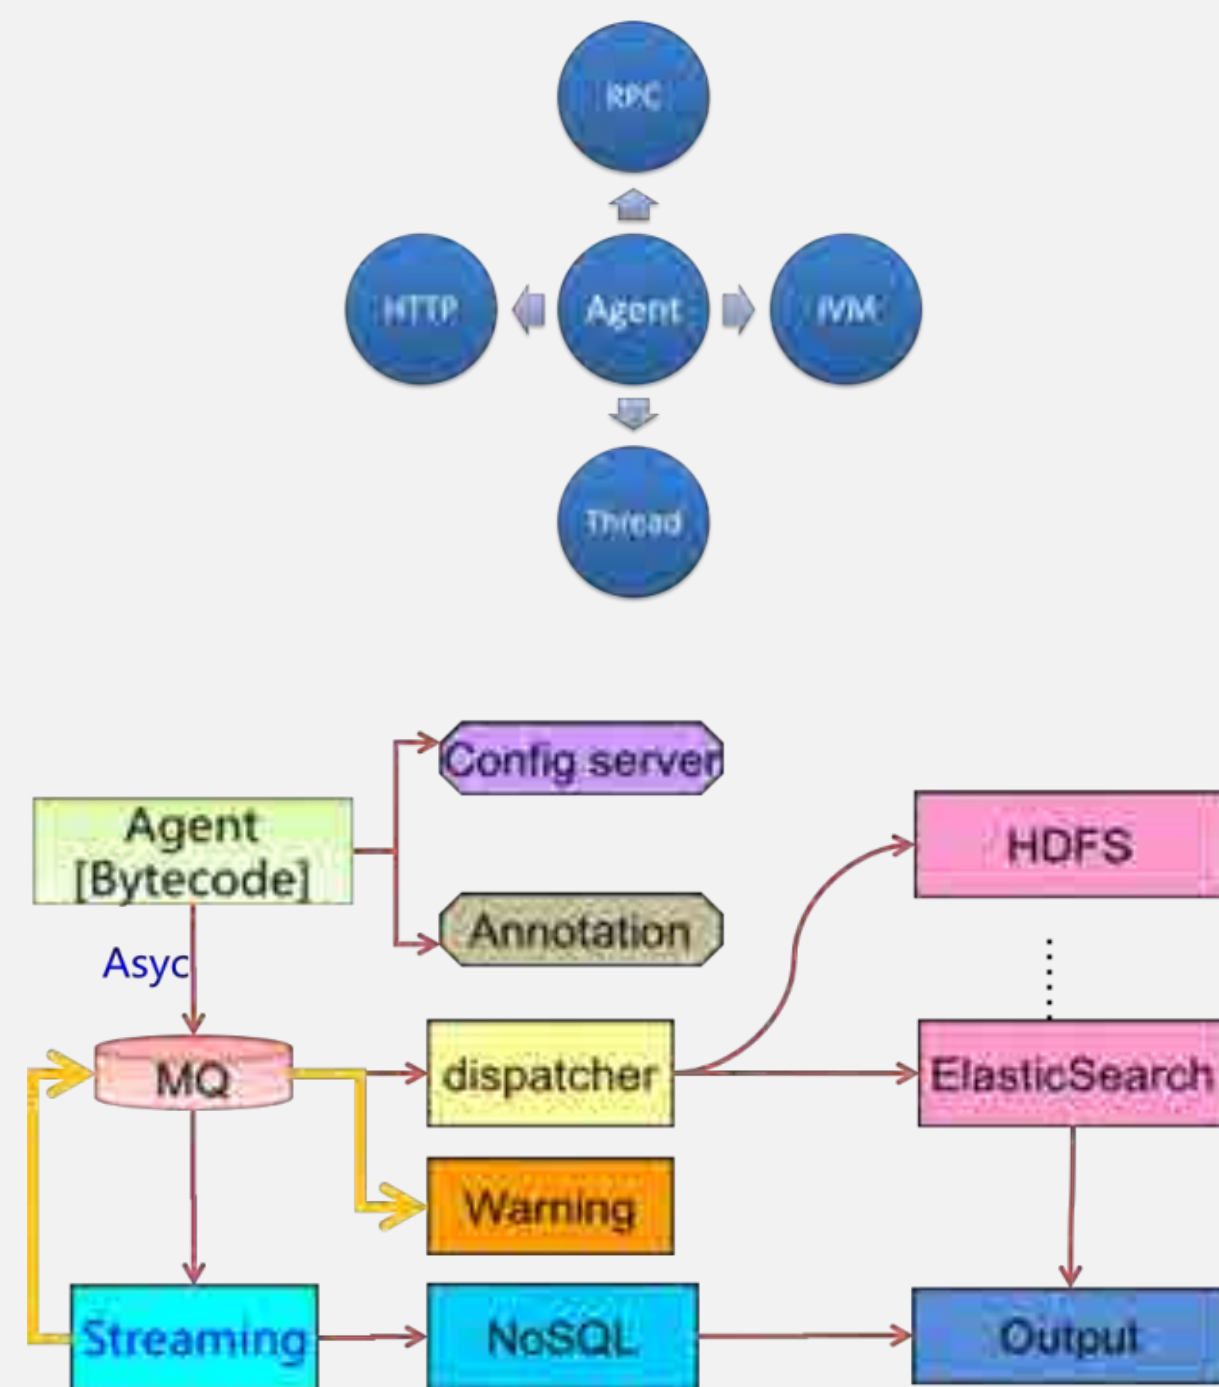 RPC
HTTP
Agent
JVM
Thread
Config server
Agent
[Bytecode]
HDFS
Annotation
Asyc
MQ
dispatcher
ElasticSearch
Warning
Streaming
NoSQL
Output